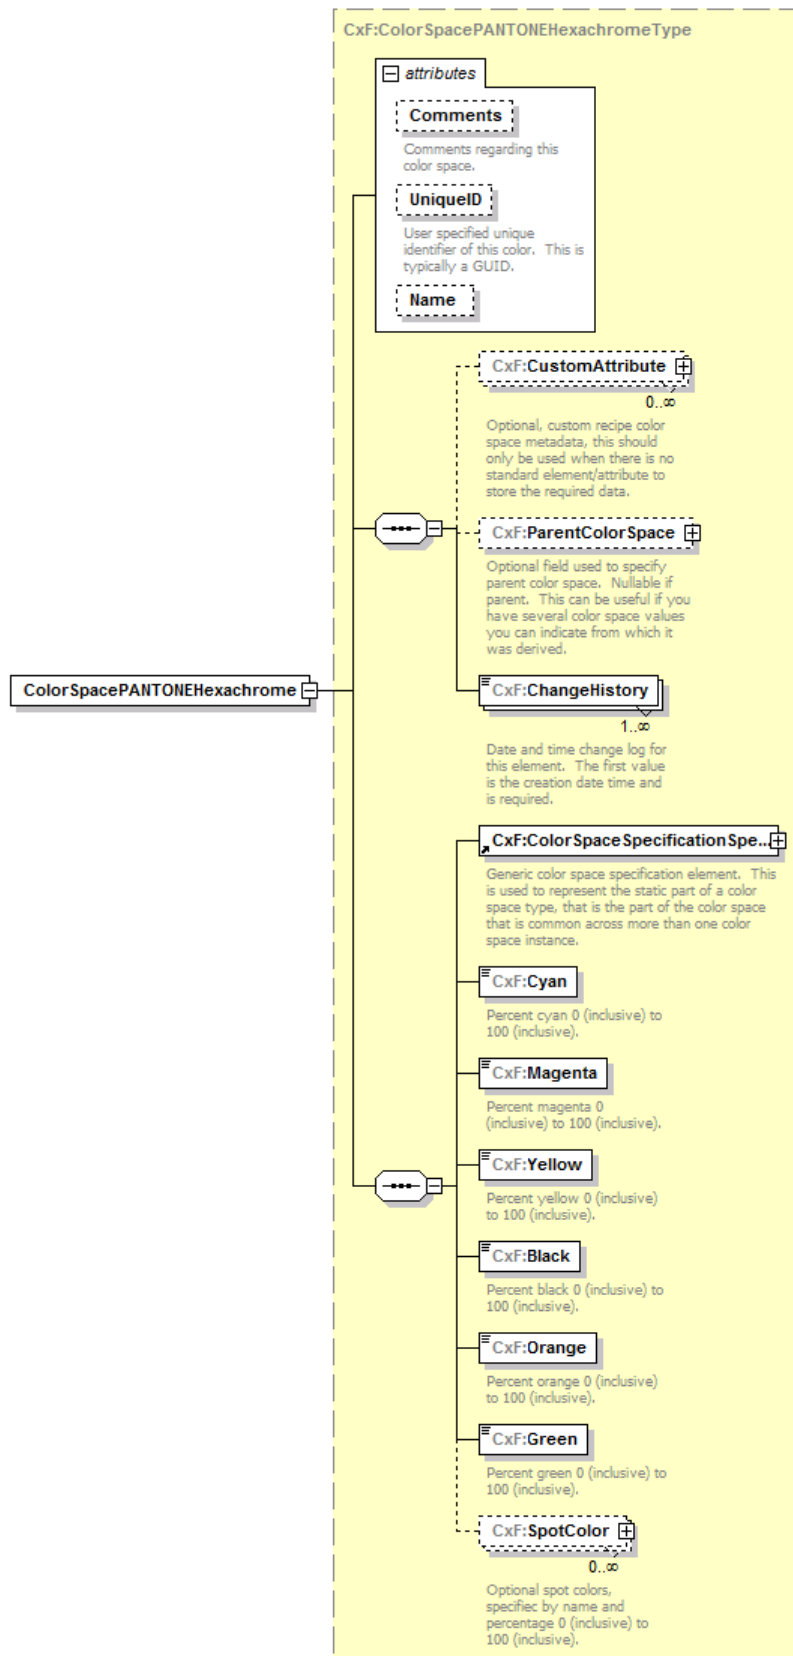 CxF:ColorSpacePANTONEHexachromeType
attributes
Comments
Comments regarding this
color space.
UniqueID
User specified unique
identifier of this color. This is
typically a GUID.
Name
CxF:CustomAttribute
0..∞
Optional, custom recipe color
space metadata, this should
only be used when there is no
standard element/attribute to
store the required data.
CxF:ParentColorSpace
Optional field used to specify
parent color space. Nullable if
parent. This can be useful if you
have several color space values
you can indicate from which it
was derived.
ColorSpacePANTONEHexachrome
CxF:ChangeHistory
1..∞
Date and time change log for
this element. The first value
is the creation date time and
is required.
CxF:ColorSpaceSpecificationSpe...
Generic color space specification element. This
is used to represent the static part of a color
space type, that is the part of the color space
that is common across more than one color
space instance.
CxF:Cyan
Percent cyan 0 (inclusive) to
100 (inclusive).
CxF:Magenta
Percent magenta 0
(inclusive) to 100 (inclusive).
CxF:Yellow
Percent yellow 0 (inclusive)
to 100 (inclusive).
CxF:Black
Percent black 0 (inclusive) to
100 (inclusive).
CxF:Orange
Percent orange 0 (inclusive)
to 100 (inclusive).
CxF:Green
Percent green 0 (inclusive) to
100 (inclusive).
CxF:SpotColor
0..∞
Optional spot colors,
specifiec by name and
percentage 0 (inclusive) to
100 (inclusive).